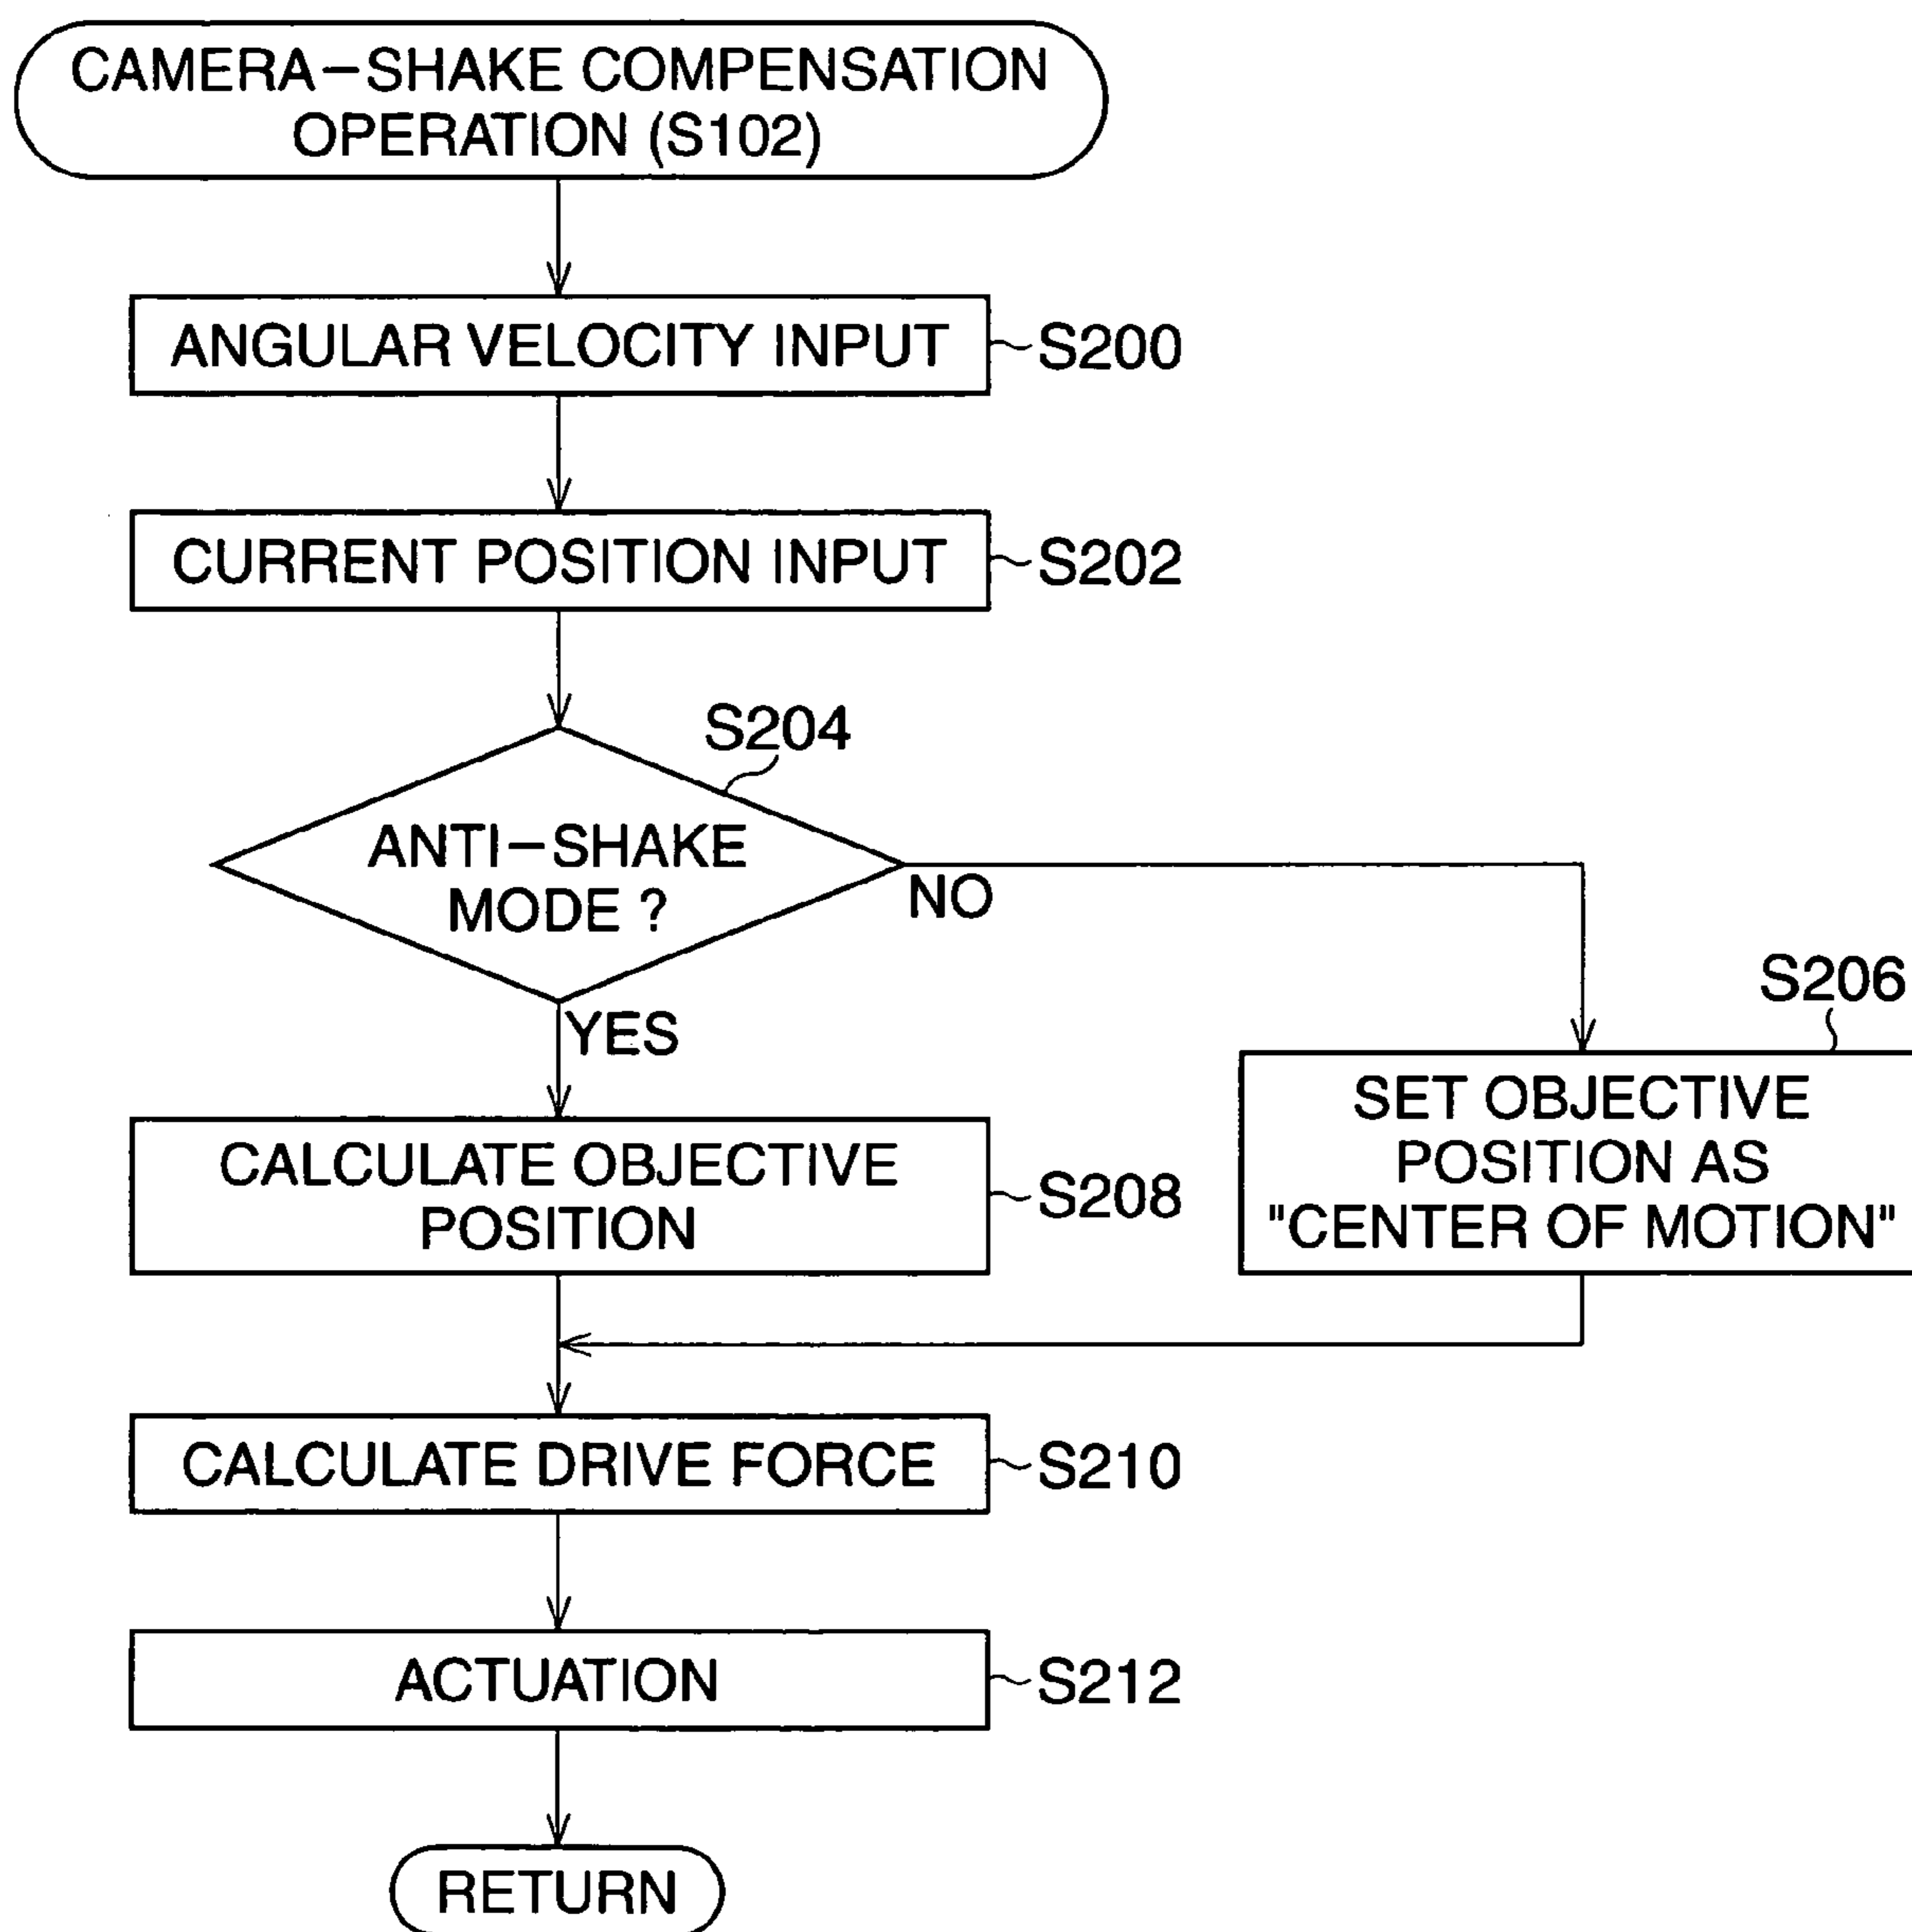 CAMERA-SHAKE COMPENSATION
OPERATION (S102)
ANGULAR VELOCITY INPUT
S200
CURRENT POSITION INPUT
S202
S204
ANTI-SHAKE
MODE ?
NO
YES
S206
SET OBJECTIVE
POSITION AS
"CENTER OF MOTION"
CALCULATE OBJECTIVE
POSITION
S208
CALCULATE DRIVE FORCE
S210
ACTUATION
S212
RETURN